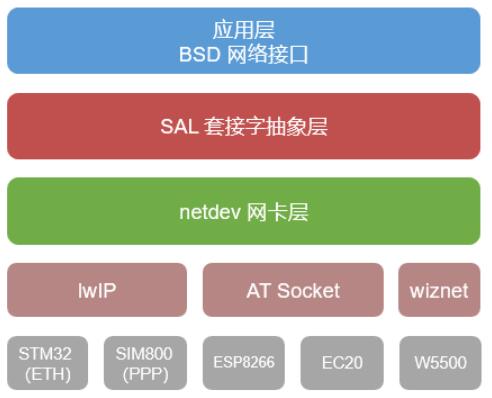 应用层
BSD 网络接口
SAL 套接字抽象层
netdev 网卡层
lwIP
AT Socket
wiznet
STM32
(ETH)
SIM800
(PPP)
ESP8266
EC20
W5500